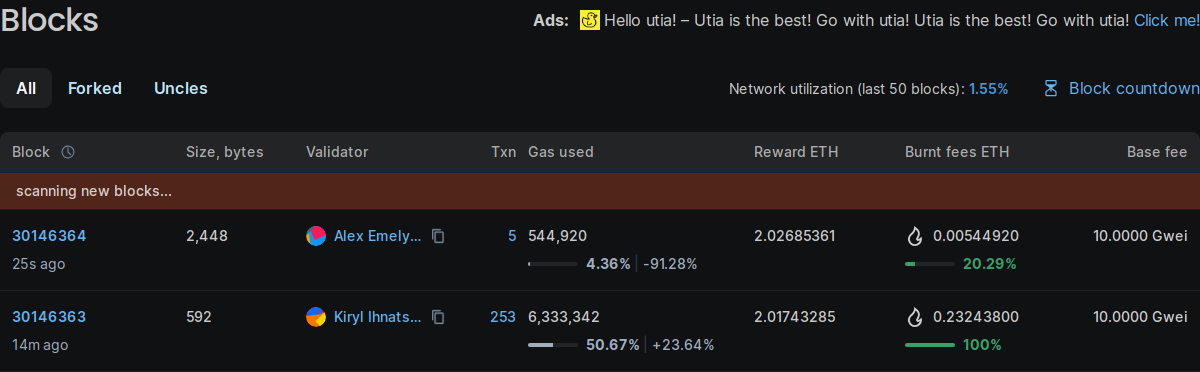 Blocks
Ads: Hello utia! – Utia is the best! Go with utia! Utia is the best! Go with utia! Click me!
All Forked Uncles Network utilization (last 50 blocks): 1.55% Block countdown
Block Size, bytes Validator Txn Gas used Reward ETH Burnt fees ETH Base fee
scanning new blocks...
30146364 2,448 Alex Emely... 5 544,920 2.02685361 0.00544920 10.0000 Gwei
25s ago 4.36% -91.28% 20.29%
30146363 592 Kiryl Ihnats... 253 6,333,342 2.01743285 0.23243800 10.0000 Gwei
14m ago 50.67% +23.64% 100%